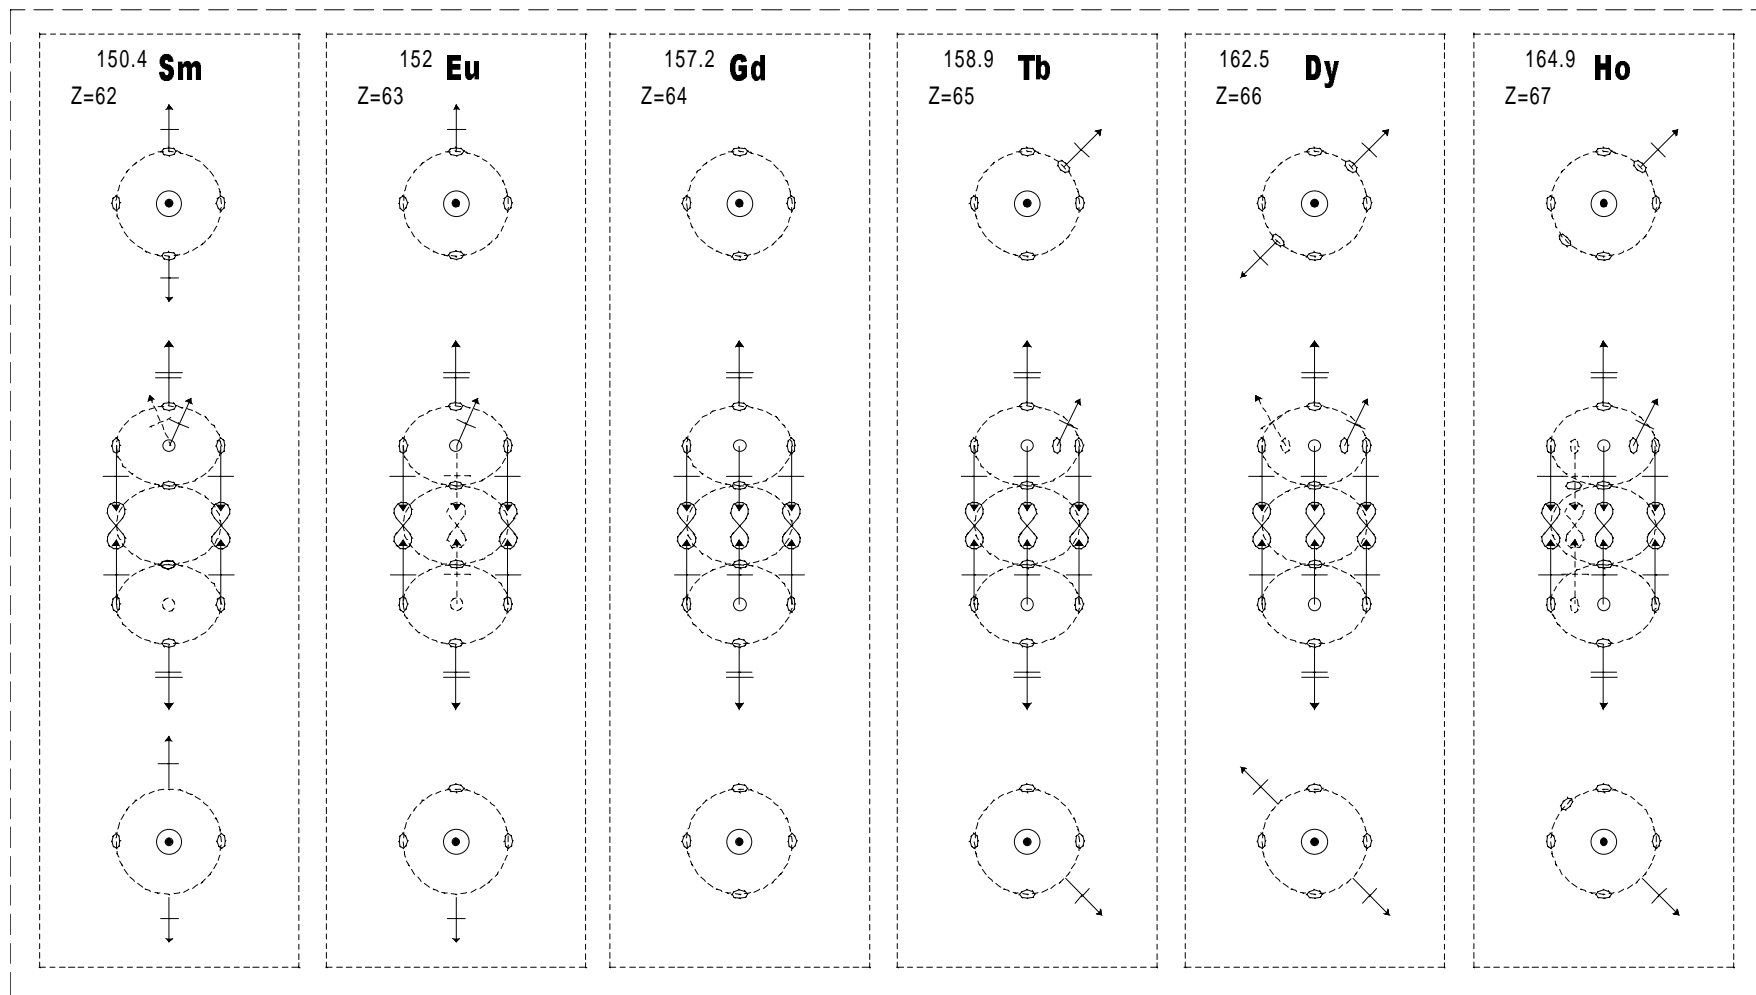 150.4 Sm
Z=62
152 Eu
Z=63
157.2 Gd
Z=64
158.9 Tb
Z=65
162.5 Dy
Z=66
164.9 Ho
Z=67